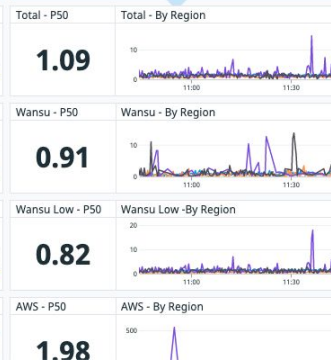 Total - P50
Total - By Region
1.09
10
0
11:00
11:30
Wansu - P50
Wansu - By Region
0.91
10
0
11:00
11:30
Wansu Low - P50
Wansu Low -By Region
0.82
20
10
0
11:00
11:30
AWS - P50
AWS - By Region
1.98
500